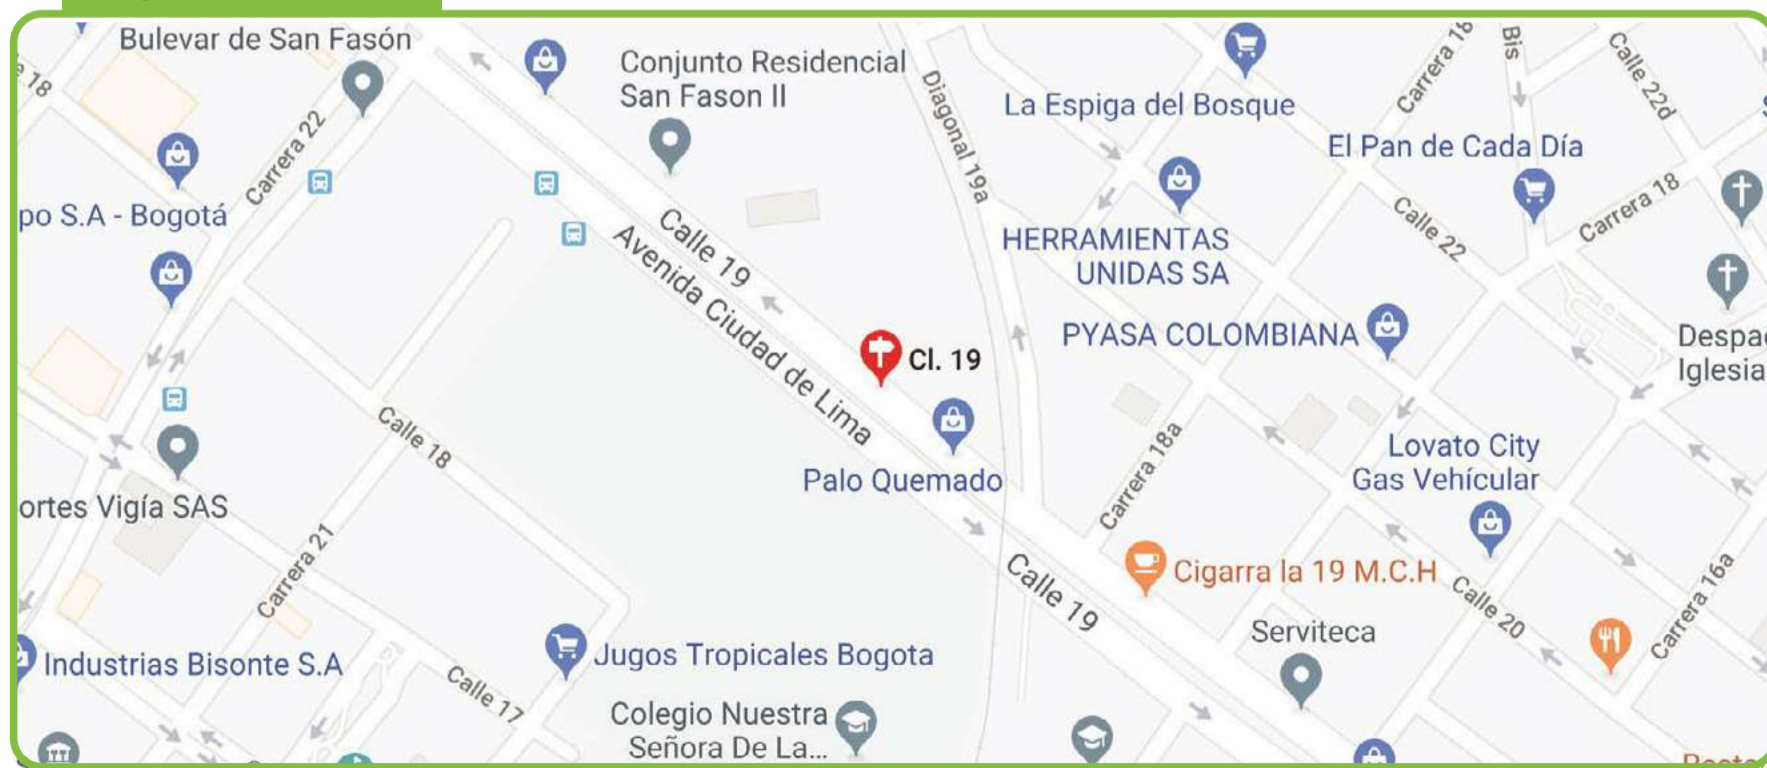 Bulevar de San Fasón
Conjunto Residencial
San Fason II
Carrera 18
Bis
Calle 22d
18
Diagonal 19a
La Espiga del Bosque
El Pan de Cada Día
Carrera 22
Carrera 18
po S.A - Bogotá
Calle 19
Avenida Ciudad de Lima
HERRAMIENTAS
UNIDAS SA
Calle 22
PYASA COLOMBIANA
Cl. 19
Despa
Iglesia
Calle 18
Palo Quemado
Carrera 18a
Lovato City
Gas Vehícular
ortes Vigía SAS
Carrera 21
Calle 19
Cigarra la 19 M.C.H
Calle 20
Carrera 16a
Serviteca
Industrias Bisonte S.A
Jugos Tropicales Bogota
Calle 17
Colegio Nuestra
Señora De La...